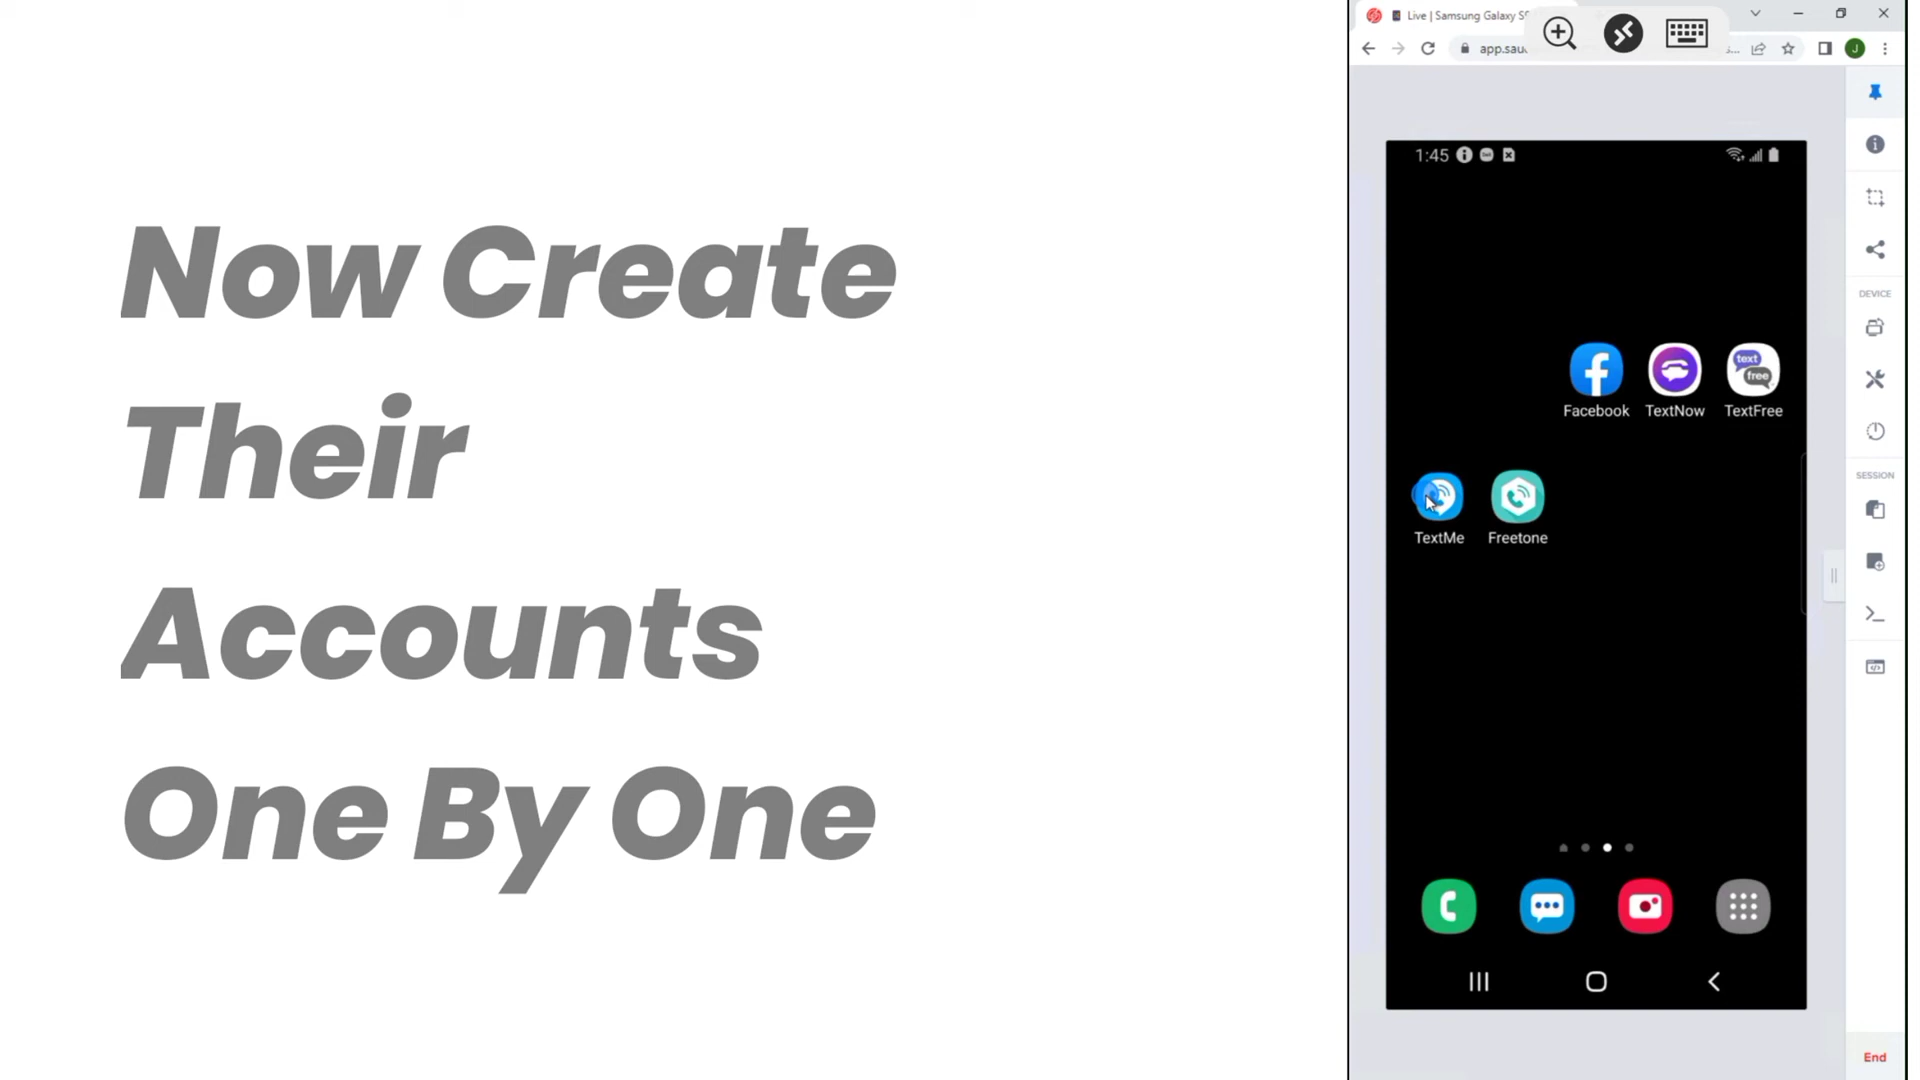 Now Create
Their
Accounts
One By One
Live | Samsung Galaxy S9
app.sau
s...
J
1:45
DEVICE
text
free
Facebook TextNow TextFree
SESSION
TextMe Freetone
End